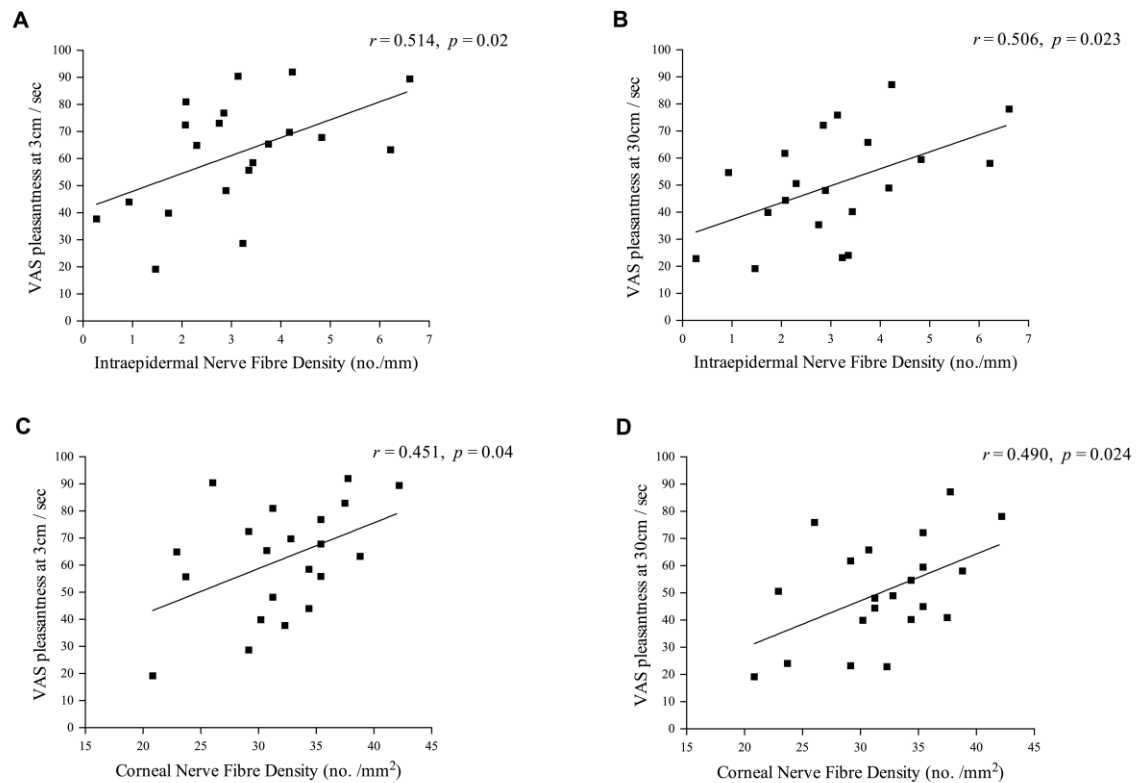 A
r = 0.514, p = 0.02
VAS pleasantness at 3cm / sec
100
90
80
70
60
50
40
30
20
10
0
0 1 2 3 4 5 6 7
Intraepidermal Nerve Fibre Density (no./mm)
B
r = 0.506, p = 0.023
VAS pleasantness at 30cm / sec
100
90
80
70
60
50
40
30
20
10
0
0 1 2 3 4 5 6 7
Intraepidermal Nerve Fibre Density (no./mm)
C
r = 0.451, p = 0.04
VAS pleasantness at 3cm / sec
100
90
80
70
60
50
40
30
20
10
0
15 20 25 30 35 40 45
Corneal Nerve Fibre Density (no. /mm²)
D
r = 0.490, p = 0.024
VAS pleasantness at 30cm / sec
100
90
80
70
60
50
40
30
20
10
0
15 20 25 30 35 40 45
Corneal Nerve Fibre Density (no. /mm²)